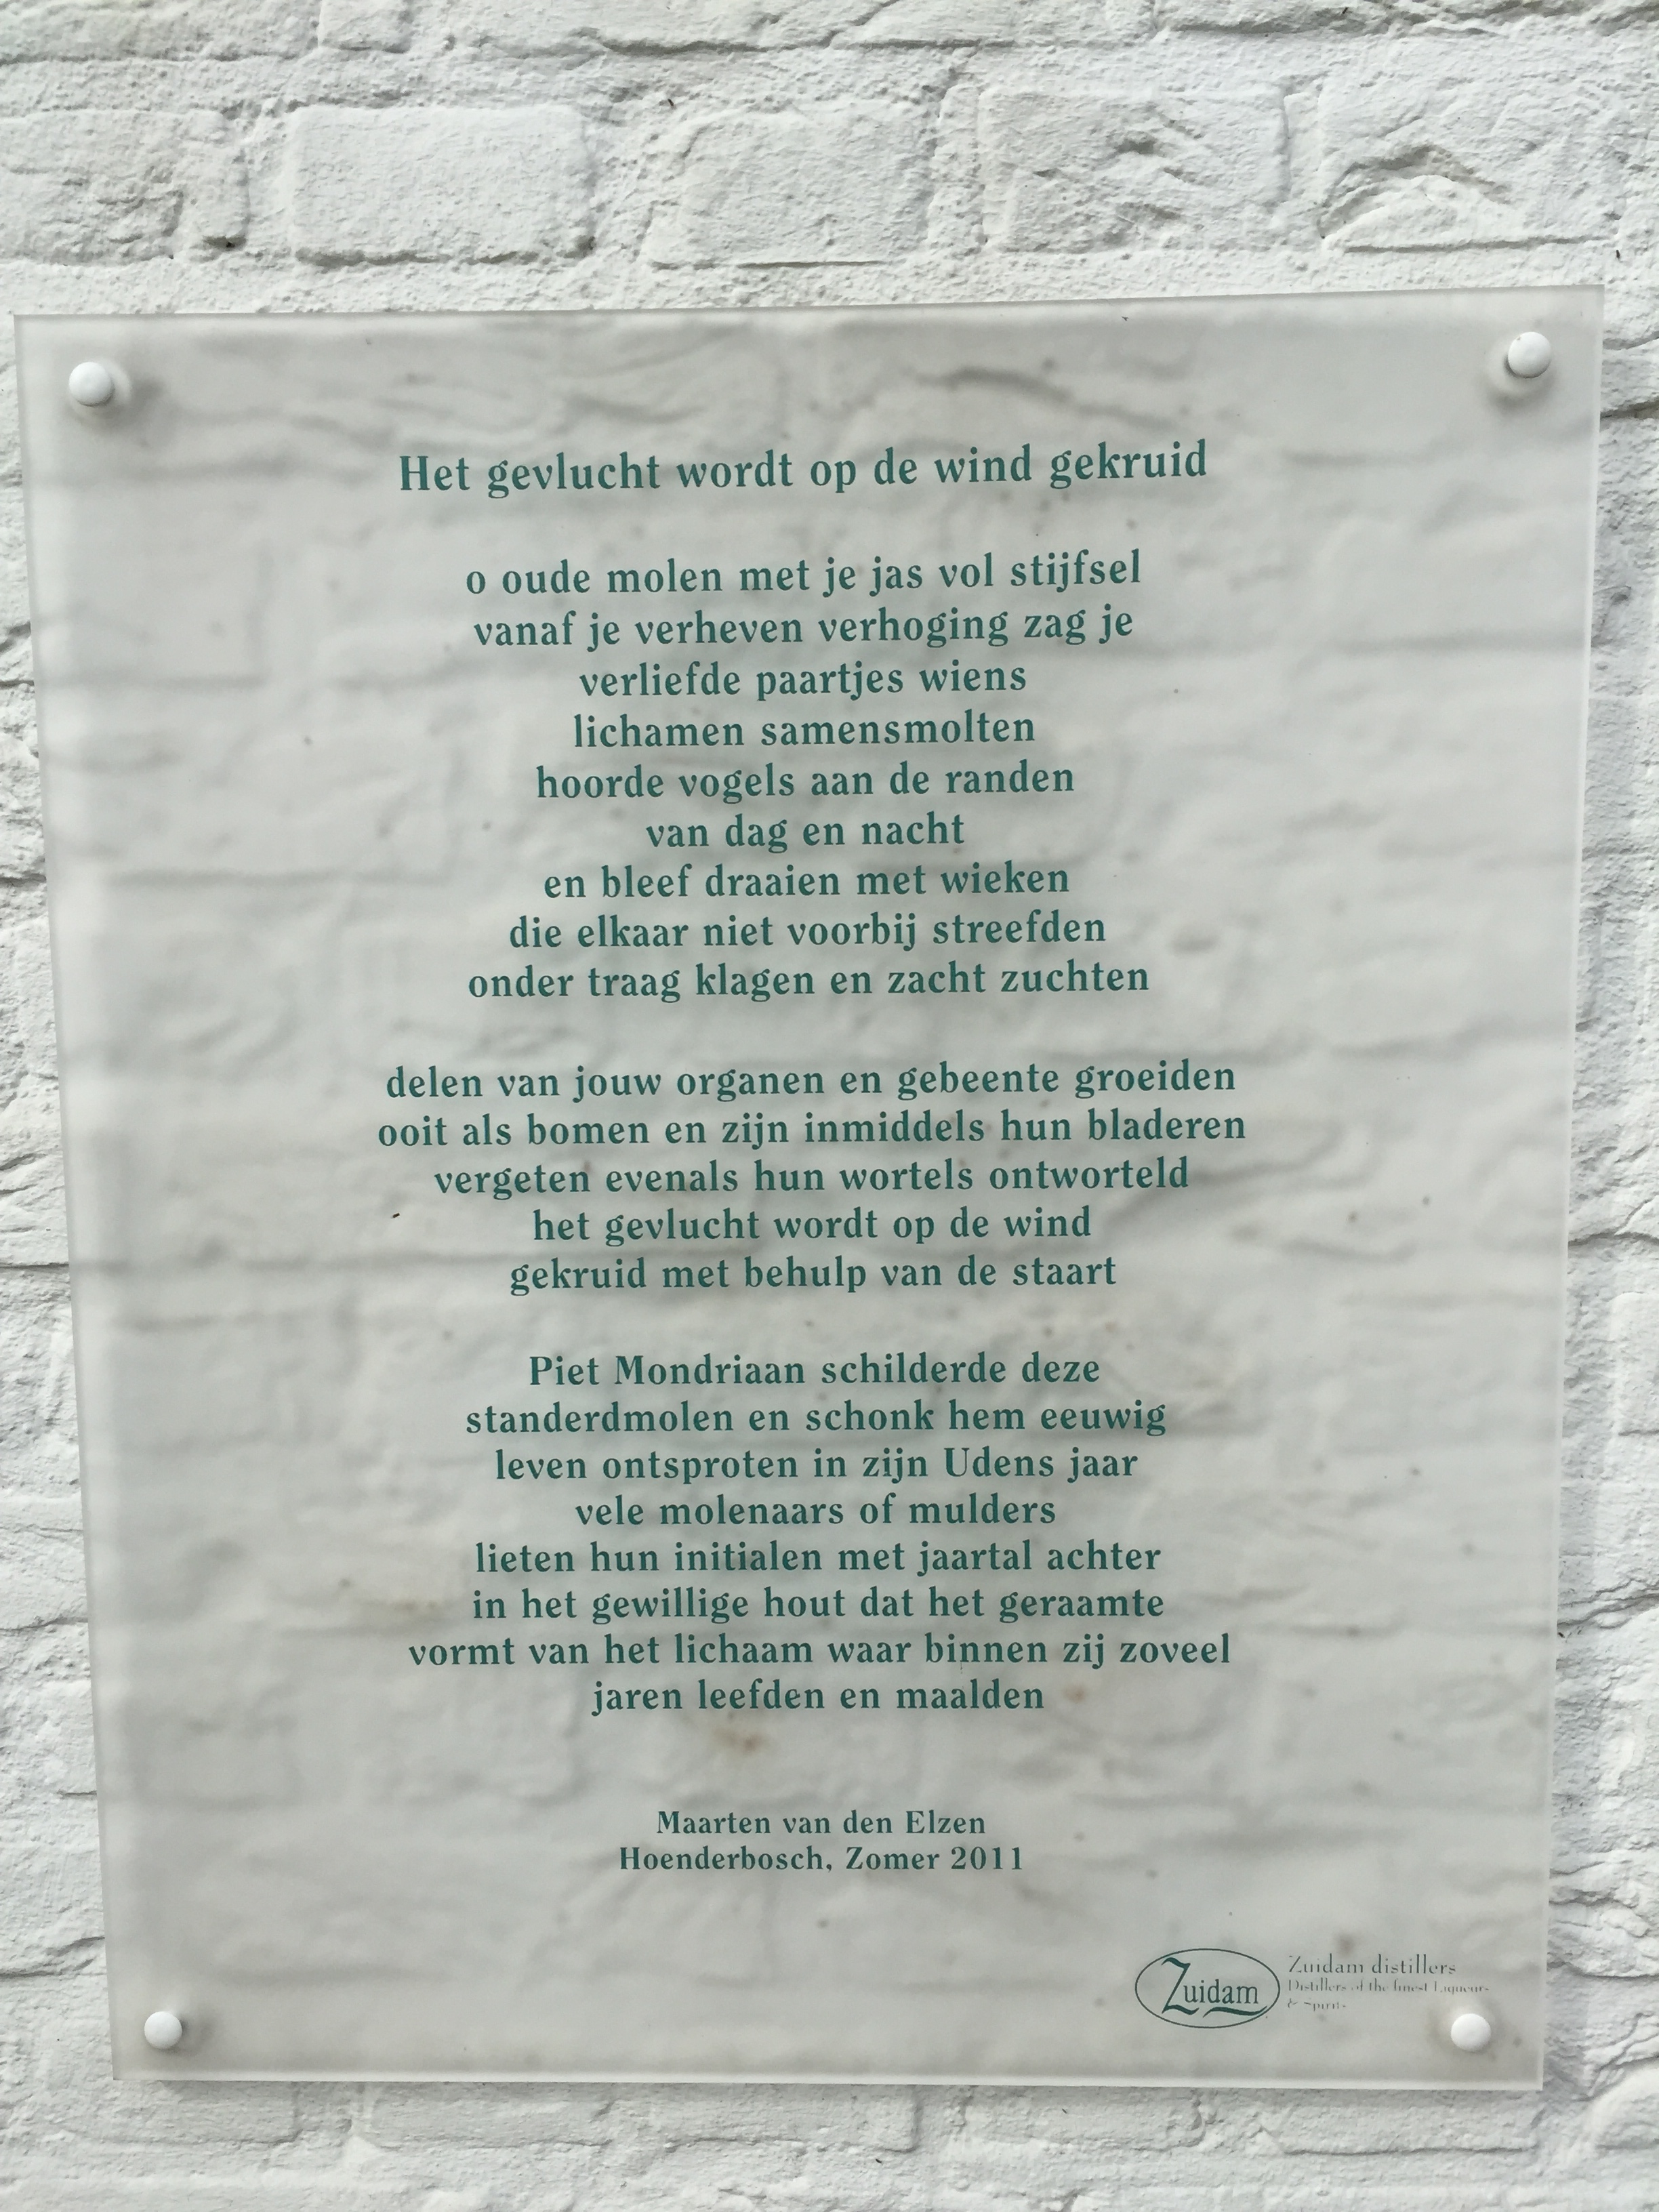 Het gevlucht wordt op de wind gekruid
o oude molen met je jas vol stijfsel
vanaf je verheven verhoging zag je
verliefde paartjes wiens
lichamen samensmolten
hoorde vogels aan de randen
van dag en nacht
en bleef draaien met wieken
die elkaar niet voorbij streefden
onder traag klagen en zacht zuchten
delen van jouw organen en gebeente groeiden
ooit als bomen en zijn inmiddels hun bladeren
vergeten evenals hun wortels ontworteld
het gevlucht wordt op de wind
gekruid met behulp van de staart
Piet Mondriaan schilderde deze
standerdmolen en schonk hem eeuwig
leven ontsproten in zijn Udens jaar
vele molenaars of mulders
lieten hun initialen met jaartal achter
in het gewillige hout dat het geraamte
vormt van het lichaam waar binnen zij zoveel
jaren leefden en maalden
Maarten van den Elzen
Hoenderbosch, Zomer 2011
Zuidam
Zuidam distillers
Distillers of the finest Liqueurs
& Spirits